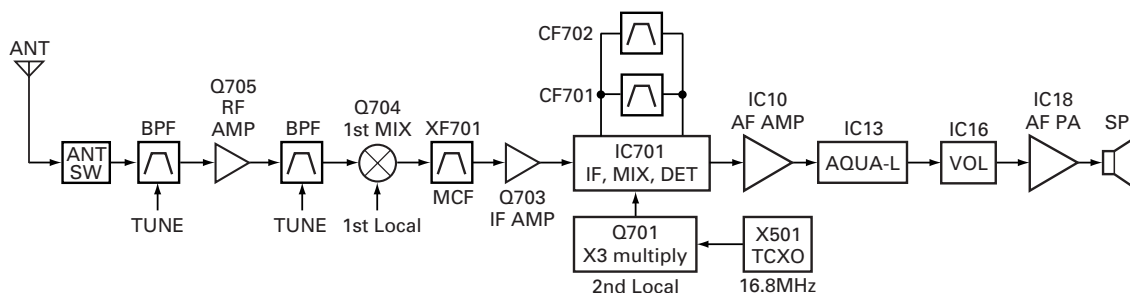 ANT
ANT
SW
BPF
TUNE
Q705
RF
AMP
BPF
TUNE
Q704
1st MIX
1st Local
XF701
MCF
Q703
IF AMP
CF702
CF701
IC701
IF, MIX, DET
Q701
X3 multiply
2nd Local
X501
TCXO
16.8MHz
IC10
AF AMP
IC13
AQUA-L
IC16
VOL
IC18
AF PA
SP